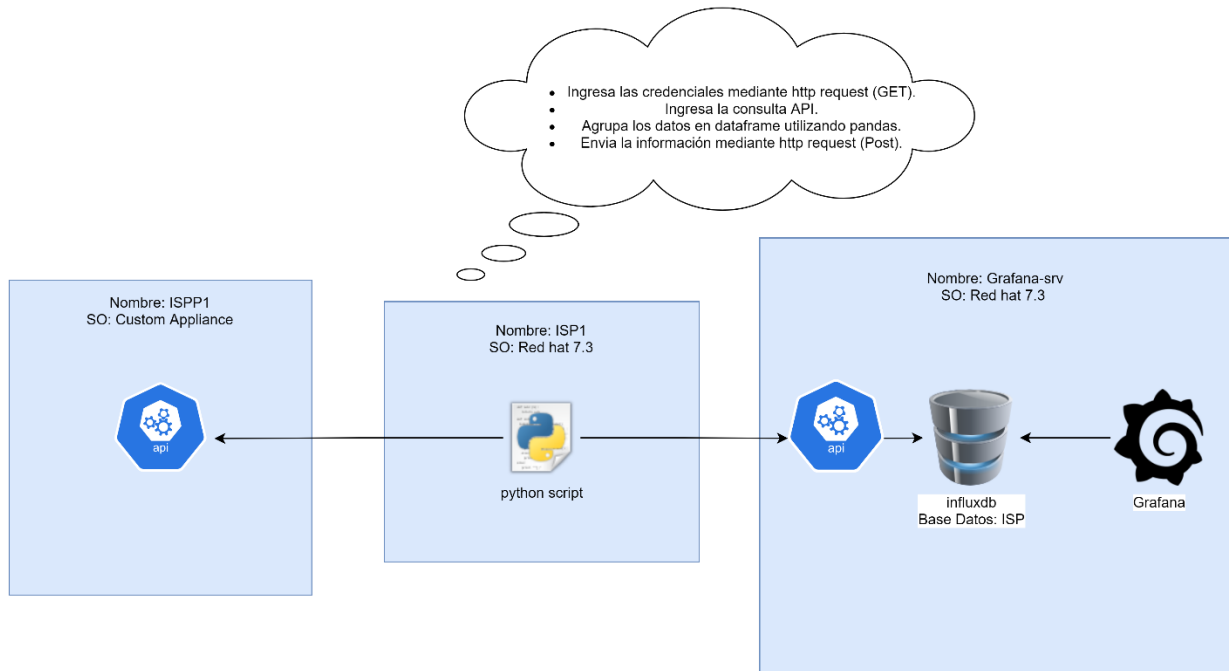 • Ingresa las credenciales mediante http request (GET).
• Ingresa la consulta API.
• Agrupa los datos en dataframe utilizando pandas.
• Envia la información mediante http request (Post).
Nombre: ISPP1
SO: Custom Appliance
api
Nombre: ISP1
SO: Red hat 7.3
python script
Nombre: Grafana-srv
SO: Red hat 7.3
api
influxdb
Base Datos: ISP
Grafana